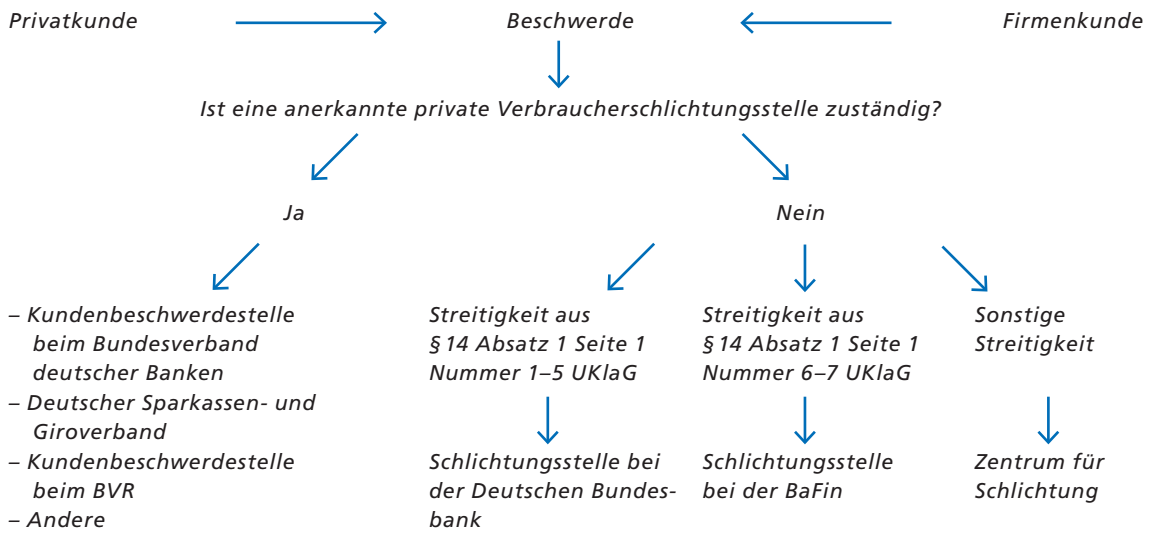 Privatkunde Beschwerde Firmenkunde
Ist eine anerkannte private Verbraucherschlichtungsstelle zuständig?
Ja Nein
– Kundenbeschwerdestelle
beim Bundesverband
deutscher Banken
– Deutscher Sparkassen- und
Giroverband
– Kundenbeschwerdestelle
beim BVR
– Andere
Streitigkeit aus
§ 14 Absatz 1 Seite 1
Nummer 1–5 UKlaG
Schlichtungsstelle bei
der Deutschen Bundes-
bank
Streitigkeit aus
§ 14 Absatz 1 Seite 1
Nummer 6–7 UKlaG
Schlichtungsstelle
bei der BaFin
Sonstige
Streitigkeit
Zentrum für
Schlichtung